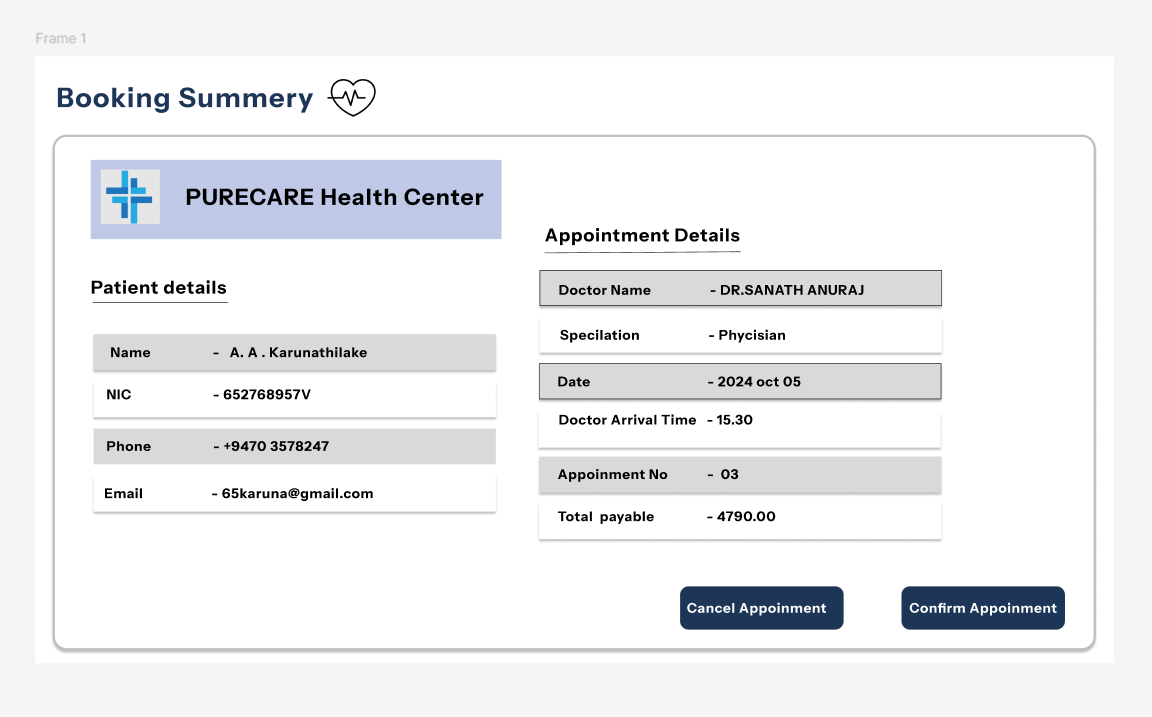 Frame 1
Booking Summery
PURECARE Health Center
Patient details
Name - A. A . Karunathilake
NIC - 652768957V
Phone - +9470 3578247
Email - 65karuna@gmail.com
Appointment Details
Doctor Name - DR.SANATH ANURAJ
Specilation - Phycisian
Date - 2024 oct 05
Doctor Arrival Time - 15.30
Appoinment No - 03
Total payable - 4790.00
Cancel Appoinment
Confirm Appoinment